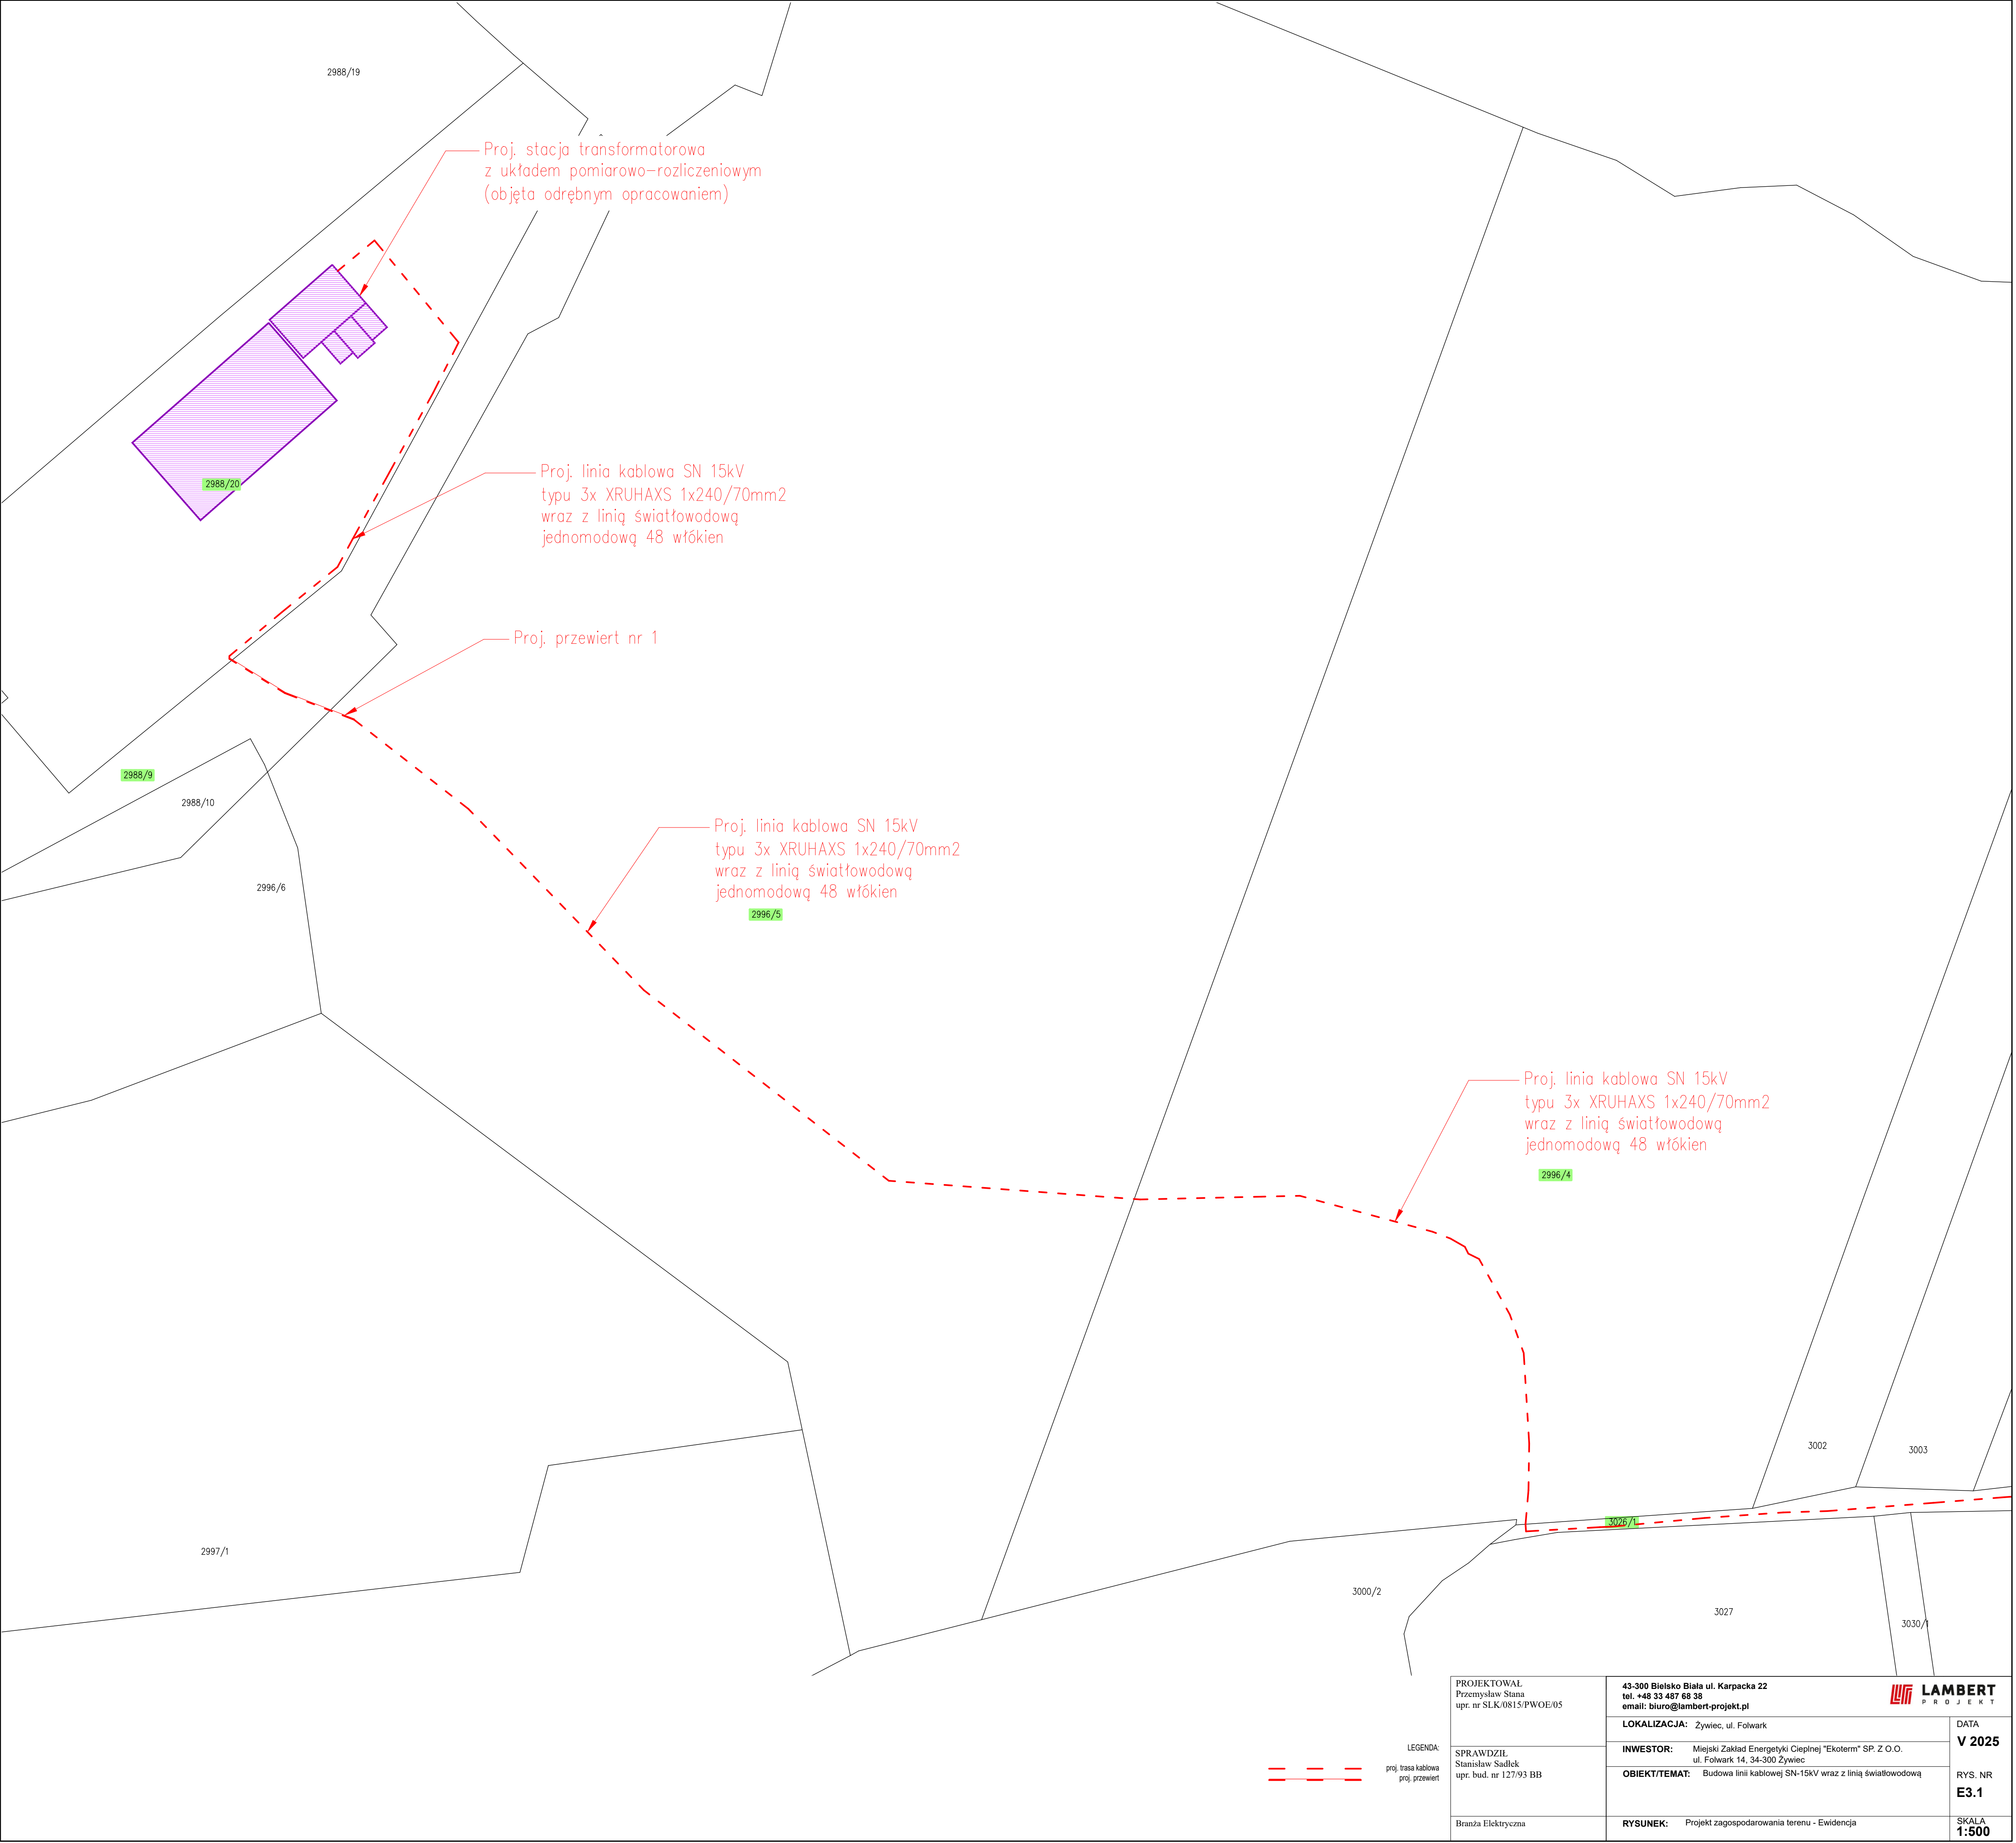 2988/19
Proj. stacja transformatorowa
z układem pomiarowo-rozliczeniowym
(objęta odrębnym opracowaniem)
Proj. linia kablowa SN 15kV
typu 3x XRUHAXS 1x240/70mm2
wraz z linią światłowodową
jednomodową 48 włókien
2988/20
Proj. przewiert nr 1
2988/9
2988/10
Proj. linia kablowa SN 15kV
typu 3x XRUHAXS 1x240/70mm2
wraz z linią światłowodową
jednomodową 48 włókien
2996/6
2996/5
Proj. linia kablowa SN 15kV
typu 3x XRUHAXS 1x240/70mm2
wraz z linią światłowodową
jednomodową 48 włókien
2996/4
3002
3003
3026/1
2997/1
3000/2
3027
3030/1
LEGENDA:
proj. trasa kablowa
proj. przewiert
PROJEKTOWAŁ
Przemysław Stana
upr. nr SLK/0815/PWOE/05
SPRAWDZIŁ
Stanisław Sadłek
upr. bud. nr 127/93 BB
Branża Elektryczna
43-300 Bielsko Biała ul. Karpacka 22
tel. +48 33 487 68 38
email: biuro@lambert-projekt.pl
LAMBERT
PROJEKT
LOKALIZACJA: Żywiec, ul. Folwark
INWESTOR: Miejski Zakład Energetyki Cieplnej "Ekoterm" SP. Z O.O.
ul. Folwark 14, 34-300 Żywiec
OBIEKT/TEMAT: Budowa linii kablowej SN-15kV wraz z linią światłowodową
RYSUNEK: Projekt zagospodarowania terenu - Ewidencja
DATA
V 2025
RYS. NR
E3.1
SKALA
1:500